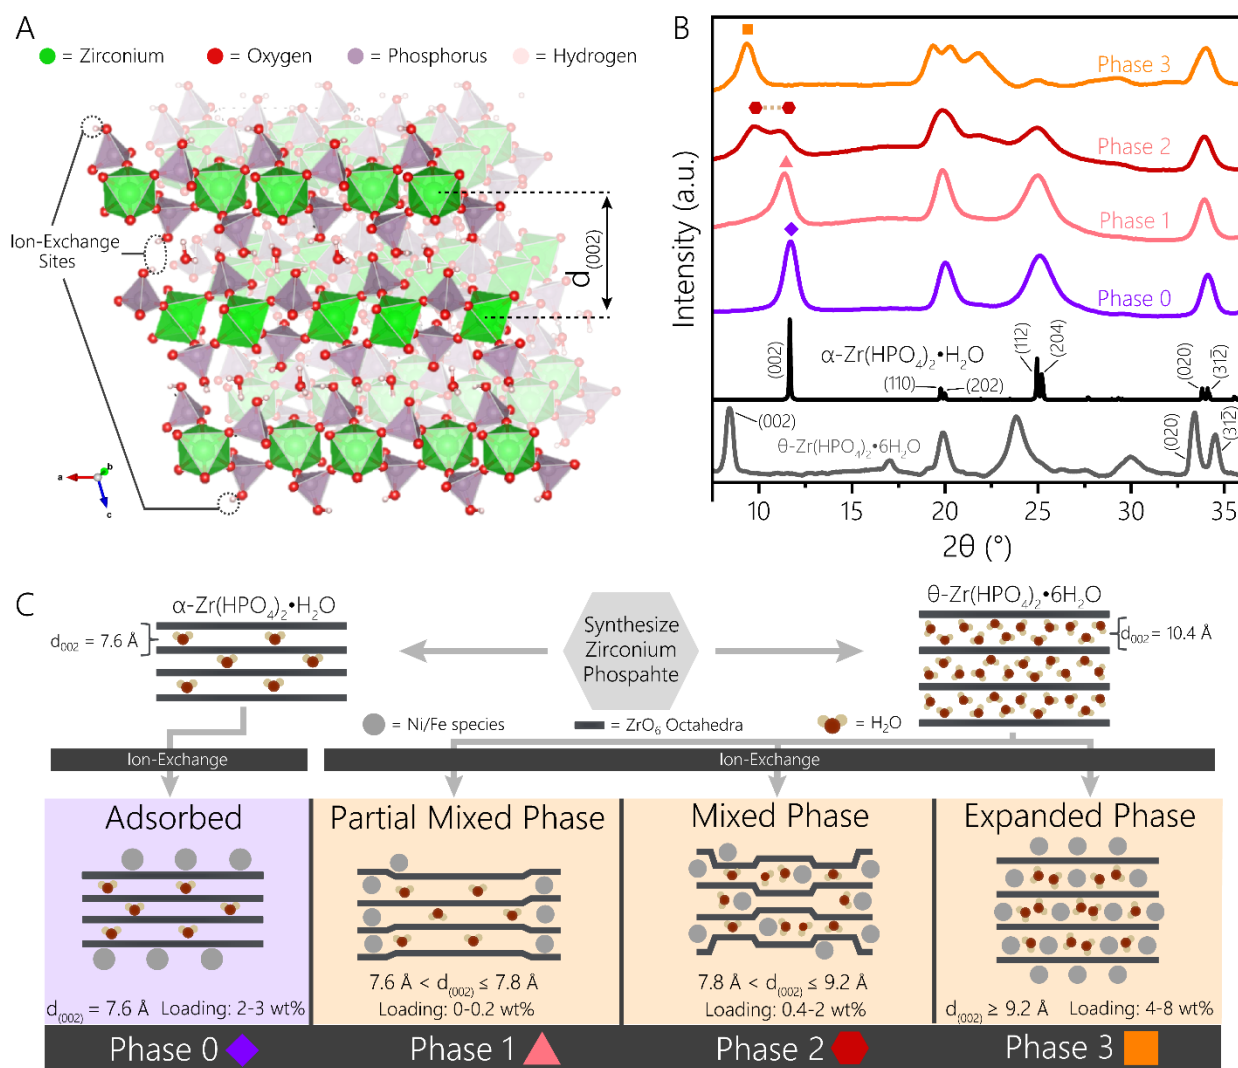 A
= Zirconium = Oxygen = Phosphorus = Hydrogen
Ion-Exchange
Sites
d(002)
a b c
B
Intensity (a.u.)
Phase 3
Phase 2
Phase 1
Phase 0
α-Zr(HPO₄)₂•H₂O
(002) (110) (202) (112) (204) (020) (31̄2)
θ-Zr(HPO₄)₂•6H₂O
(002) (020) (31̄2)
10 15 20 25 30 35
2θ (°)
C
α-Zr(HPO₄)₂•H₂O
d₀₀₂ = 7.6 Å
Synthesize
Zirconium
Phospahte
θ-Zr(HPO₄)₂•6H₂O
d₀₀₂ = 10.4 Å
= Ni/Fe species = ZrO₆ Octahedra = H₂O
Ion-Exchange Ion-Exchange
Adsorbed
d(002) = 7.6 Å Loading: 2-3 wt%
Phase 0
Partial Mixed Phase
7.6 Å < d(002) ≤ 7.8 Å
Loading: 0-0.2 wt%
Phase 1
Mixed Phase
7.8 Å < d(002) ≤ 9.2 Å
Loading: 0.4-2 wt%
Phase 2
Expanded Phase
d(002) ≥ 9.2 Å Loading: 4-8 wt%
Phase 3